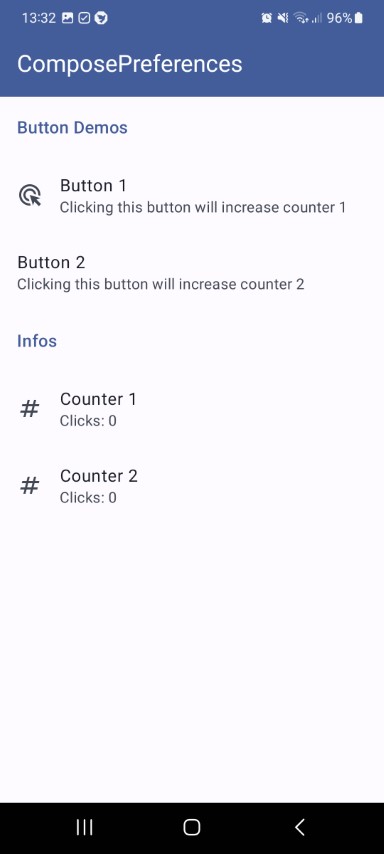 13:32 96%
ComposePreferences
Button Demos
Button 1
Clicking this button will increase counter 1
Button 2
Clicking this button will increase counter 2
Infos
# Counter 1
Clicks: 0
# Counter 2
Clicks: 0